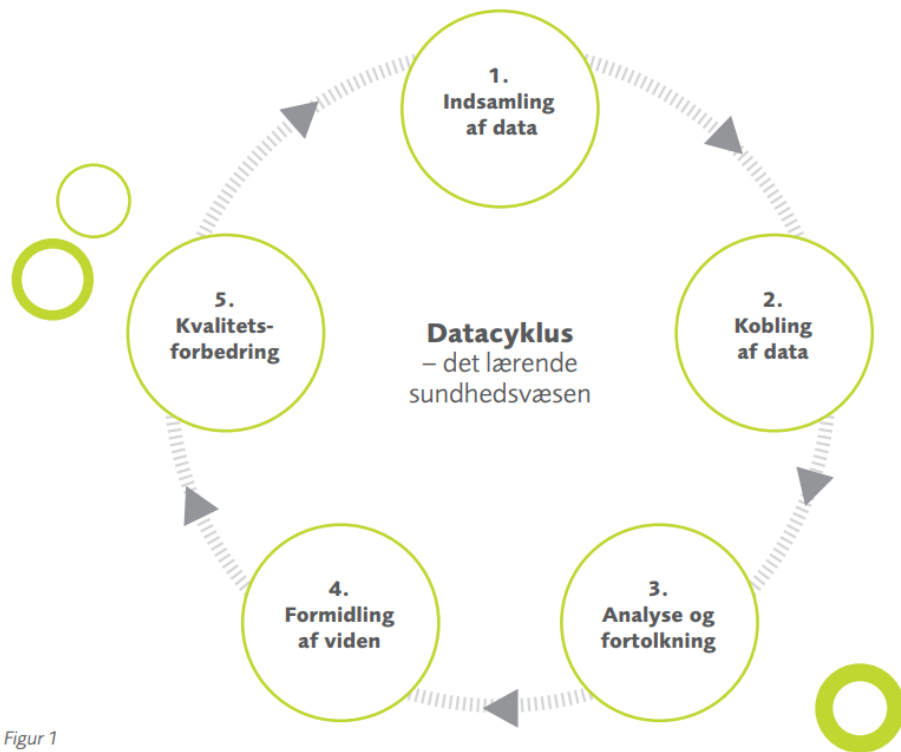 1.
Indsamling
af data
2.
Kobling
af data
3.
Analyse og
fortolkning
4.
Formidling
af viden
5.
Kvalitets-
forbedring
Datacyklus
– det lærende
sundhedsvæsen
Figur 1